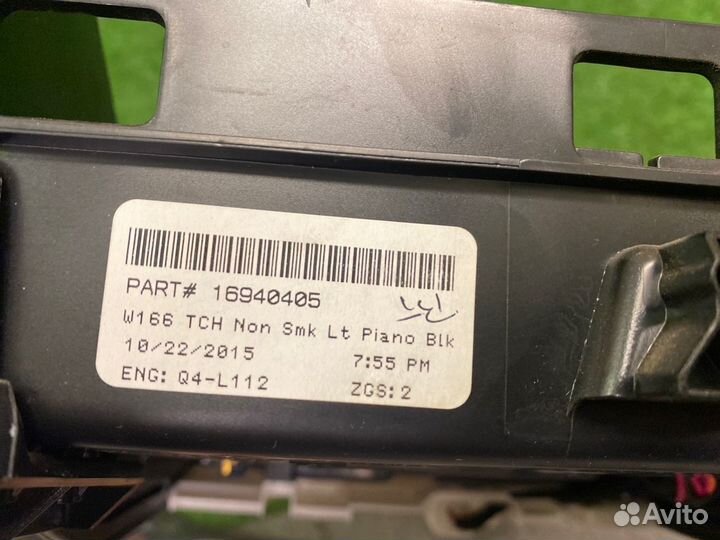 PART# 16940405
W166 TCH Non Smk Lt Piano Blk
10/22/2015 7:55 PM
ENG: Q4-L112 ZGS:2
Avito